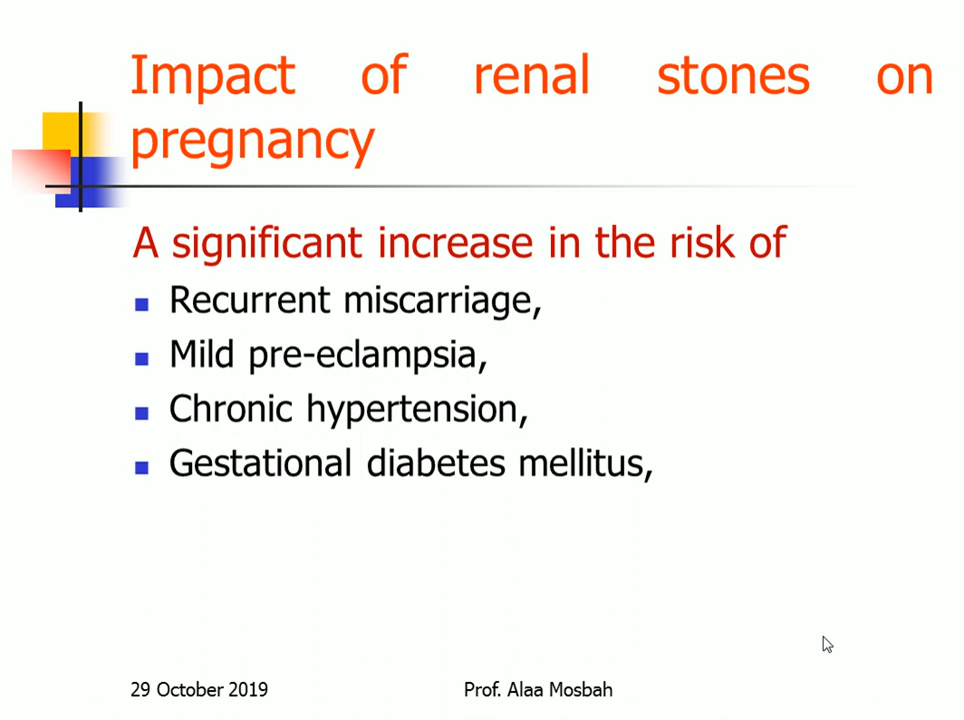 Impact of renal stones on
pregnancy
A significant increase in the risk of
Recurrent miscarriage,
Mild pre-eclampsia,
Chronic hypertension,
Gestational diabetes mellitus,
29 October 2019
Prof. Alaa Mosbah